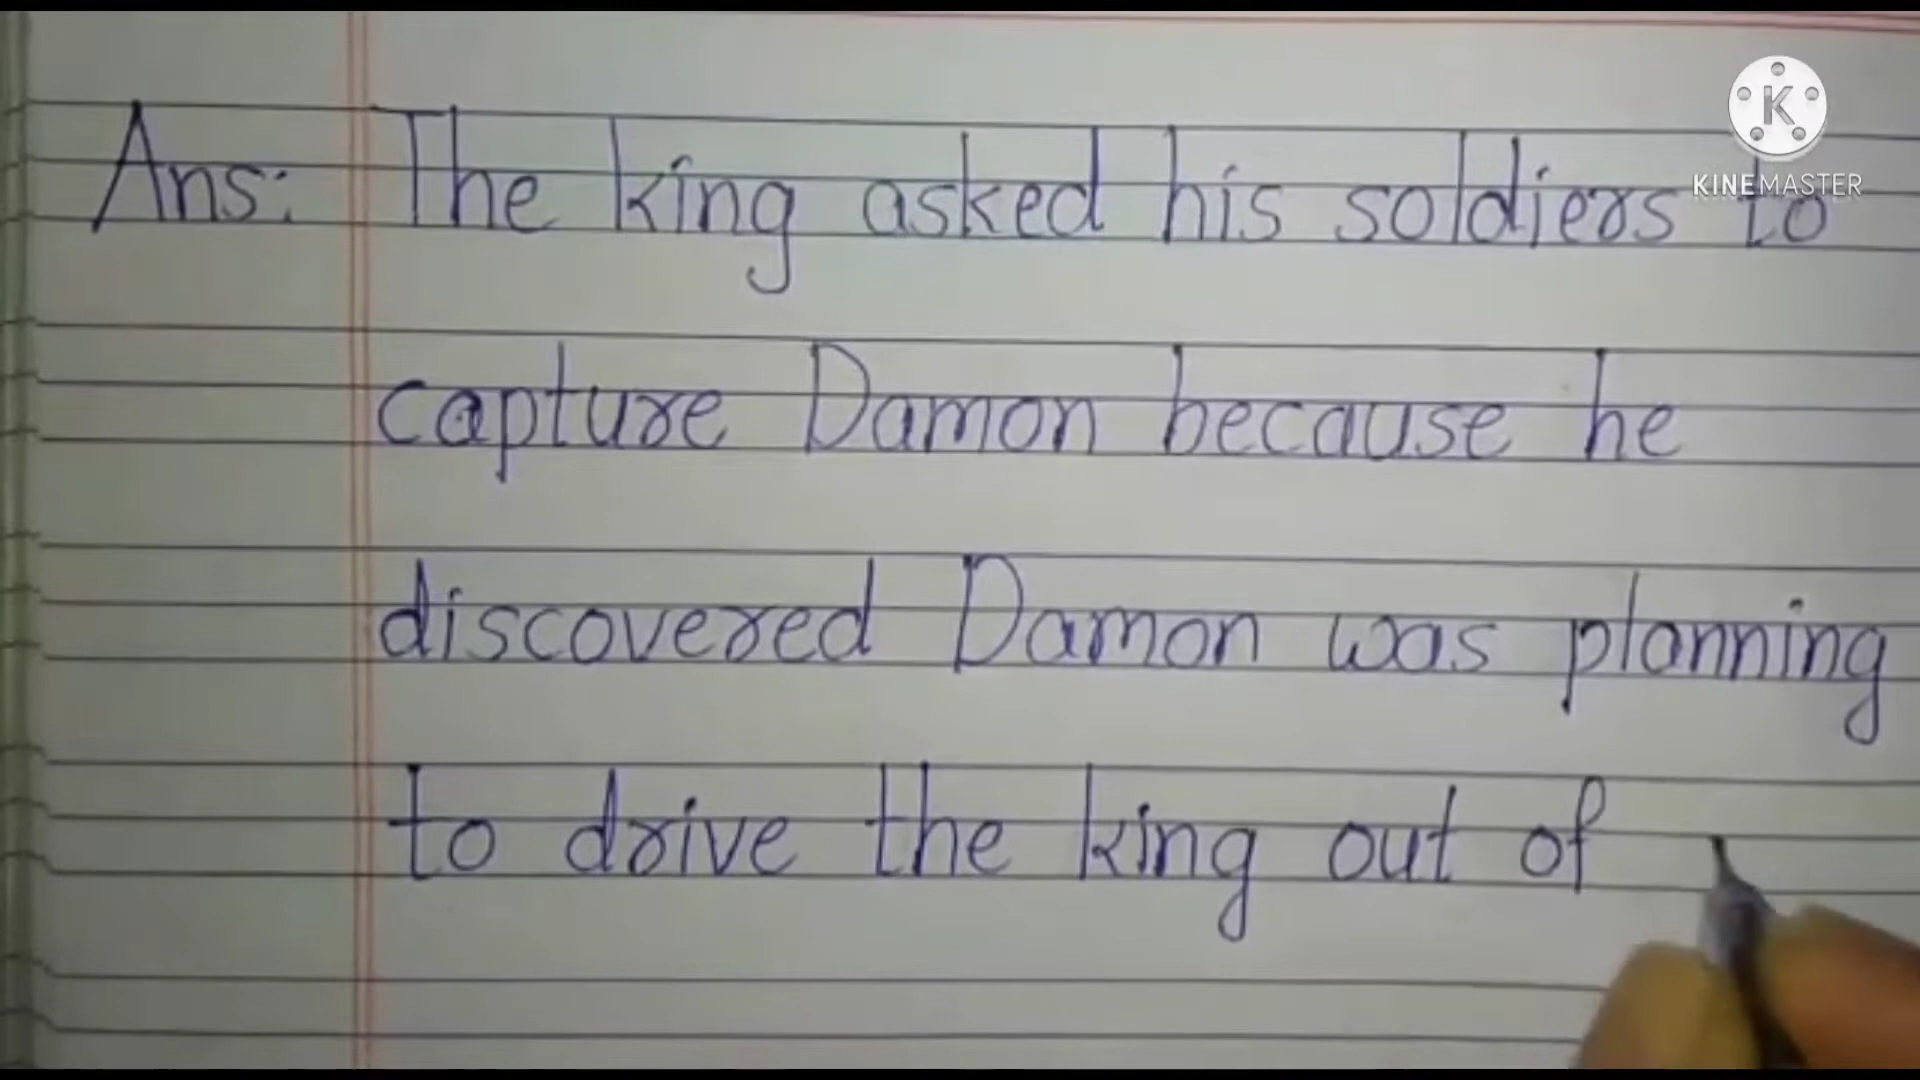 Ans: The king asked his soldiers to
capture Damon because he
discovered Damon was planning
to drive the king out of
K
KINEMASTER